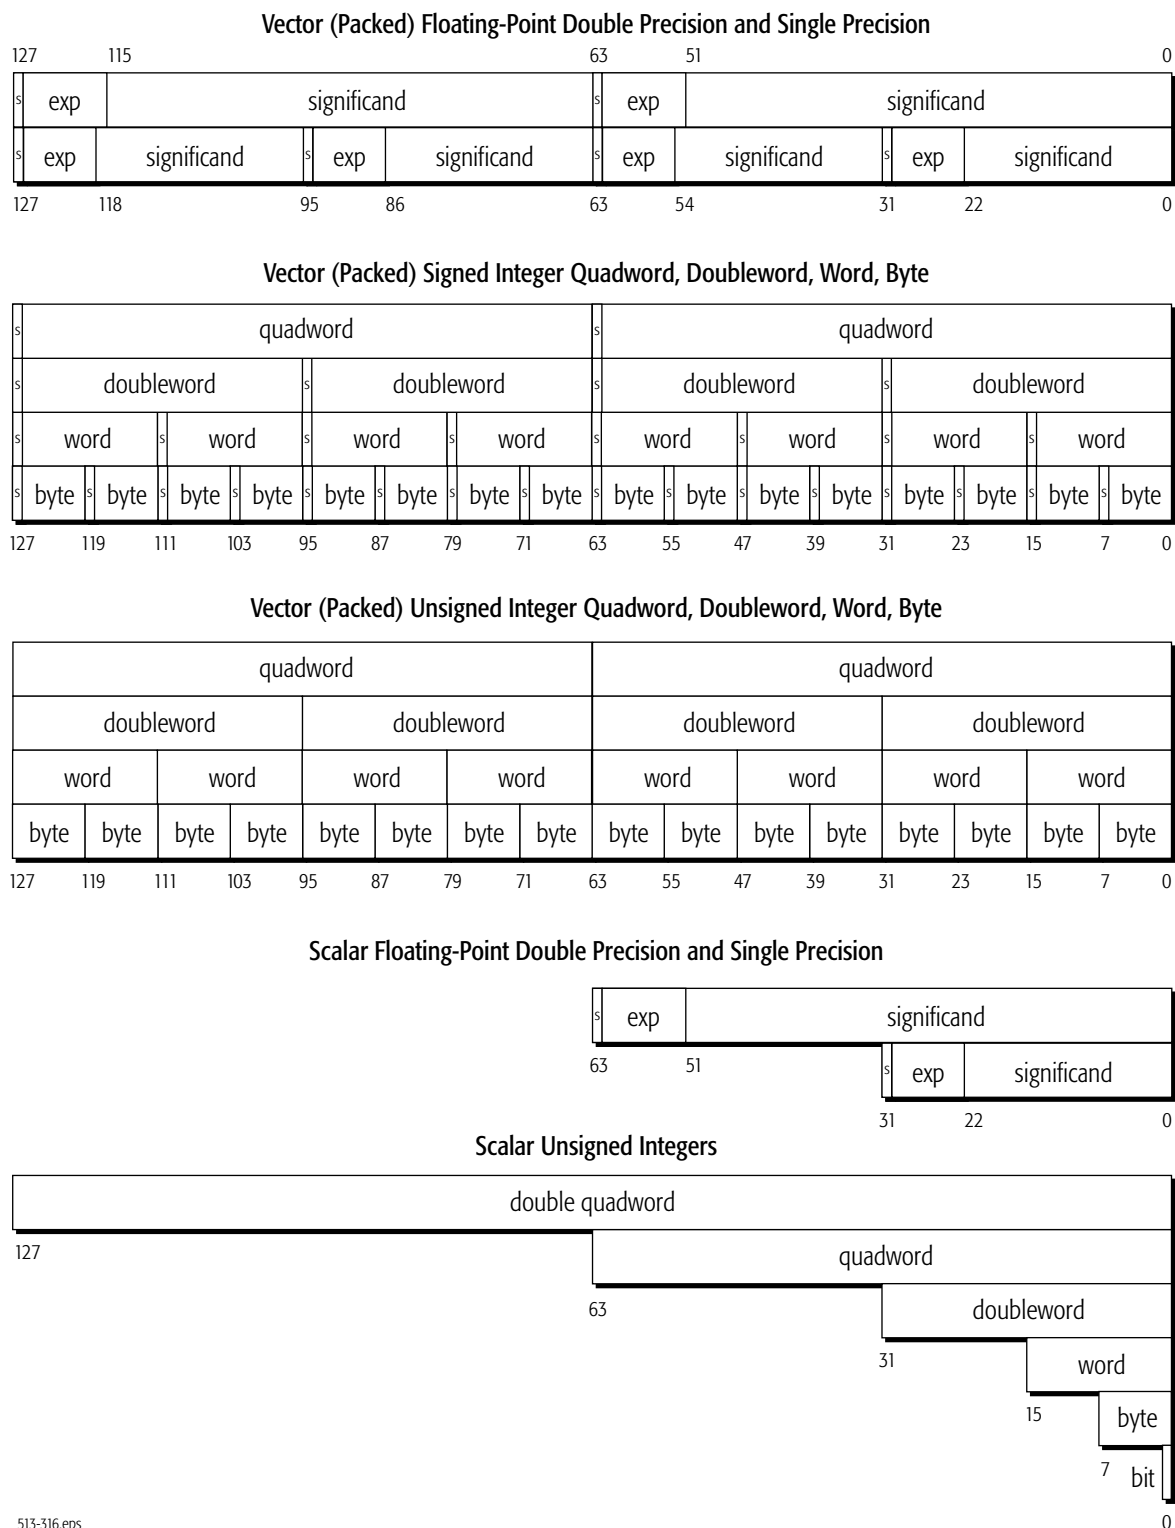 Vector (Packed) Floating-Point Double Precision and Single Precision
127 115 63 51 0
s exp significand s exp significand
s exp significand s exp significand s exp significand s exp significand
127 118 95 86 63 54 31 22 0
Vector (Packed) Signed Integer Quadword, Doubleword, Word, Byte
s quadword s quadword
s doubleword s doubleword s doubleword s doubleword
s word s word s word s word s word s word s word s word
s byte s byte s byte s byte s byte s byte s byte s byte s byte s byte s byte s byte s byte s byte s byte s byte
127 119 111 103 95 87 79 71 63 55 47 39 31 23 15 7 0
Vector (Packed) Unsigned Integer Quadword, Doubleword, Word, Byte
quadword quadword
doubleword doubleword doubleword doubleword
word word word word word word word word
byte byte byte byte byte byte byte byte byte byte byte byte byte byte byte byte
127 119 111 103 95 87 79 71 63 55 47 39 31 23 15 7 0
Scalar Floating-Point Double Precision and Single Precision
s exp significand
63 51
s exp significand
31 22 0
Scalar Unsigned Integers
double quadword
127
quadword
63
doubleword
31
word
15
byte
7
bit
0
513-316.eps